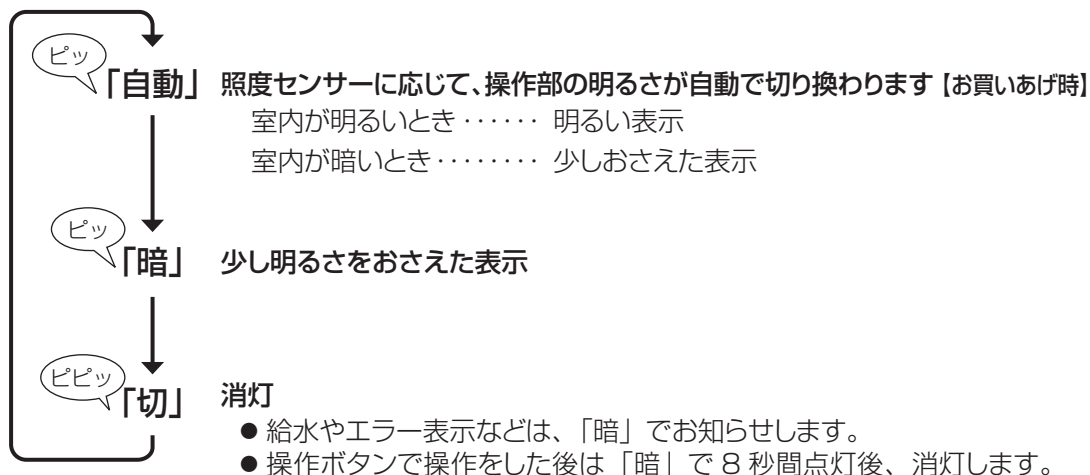 ピッ
「自動」 照度センサーに応じて、操作部の明るさが自動で切り換わります【お買いあげ時】
室内が明るいとき ‥‥‥ 明るい表示
室内が暗いとき ‥‥‥‥ 少しおさえた表示
ピッ
「暗」 少し明るさをおさえた表示
ピピッ
「切」 消灯
● 給水やエラー表示などは、「暗」でお知らせします。
● 操作ボタンで操作をした後は「暗」で 8 秒間点灯後、消灯します。